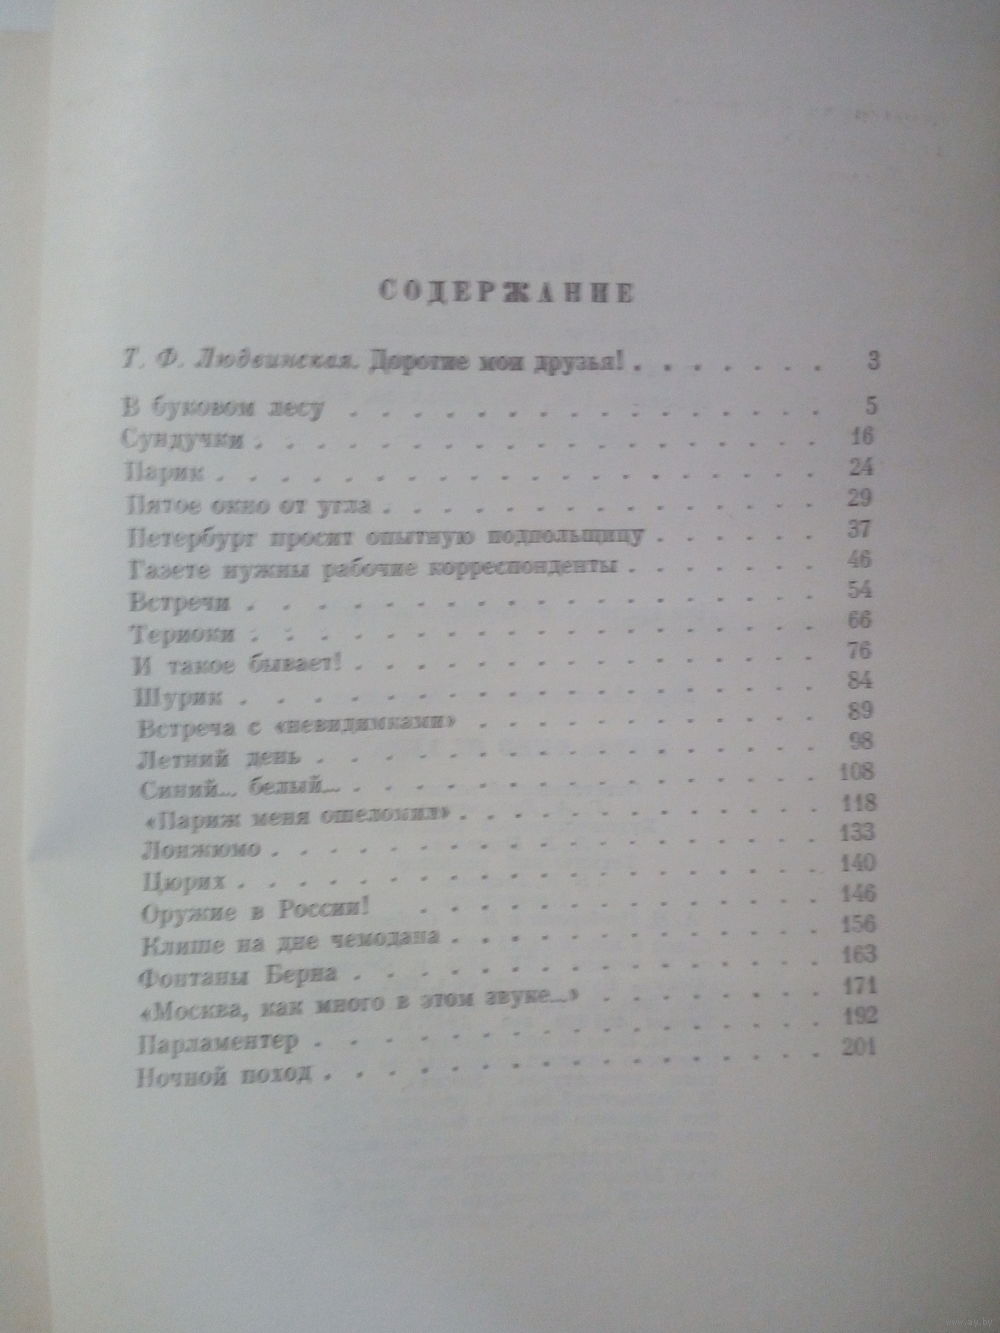 СОДЕРЖАНИЕ
Т. Ф. Людвинская. Дорогие мои друзья! . . . . . . . 3
В буковом лесу . . . . . . . . . . . . . . . 5
Сундучки . . . . . . . . . . . . . . . . . . 16
Парик . . . . . . . . . . . . . . . . . . . 24
Пятое окно от угла . . . . . . . . . . . . . . 29
Петербург просит опытную подпольщицу . . . . . . 37
Газете нужны рабочие корреспонденты . . . . . . . 46
Встречи . . . . . . . . . . . . . . . . . . 54
Териоки . . . . . . . . . . . . . . . . . . 66
И такое бывает! . . . . . . . . . . . . . . . 76
Шурик . . . . . . . . . . . . . . . . . . 84
Встреча с «невидимками» . . . . . . . . . . . 89
Летний день . . . . . . . . . . . . . . . . 98
Синий... белый... . . . . . . . . . . . . . . . 108
«Париж меня ошеломил» . . . . . . . . . . . . 118
Лонжюмо . . . . . . . . . . . . . . . . . . 133
Цюрих . . . . . . . . . . . . . . . . . . . 140
Оружие в России! . . . . . . . . . . . . . 146
Клише на дне чемодана . . . . . . . . . . . . 156
Фонтаны Берна . . . . . . . . . . . . . . . 163
«Москва, как много в этом звуке...» . . . . . . . . 171
Парламентер . . . . . . . . . . . . . . . . 192
Ночной поход . . . . . . . . . . . . . . . . 201
www.ay.by